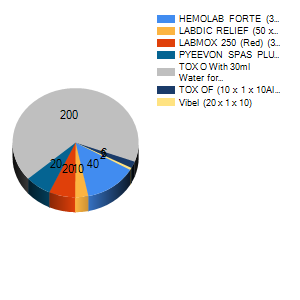 HEMOLAB FORTE (3...
LABDIC RELIEF (50 x...
LABMOX 250 (Red) (3...
PYEEVON SPAS PLU...
TOX O With 30ml
Water for...
TOX OF (10 x 1 x 10Al...
Vibel (20 x 1 x 10)
200
20
20
10
40